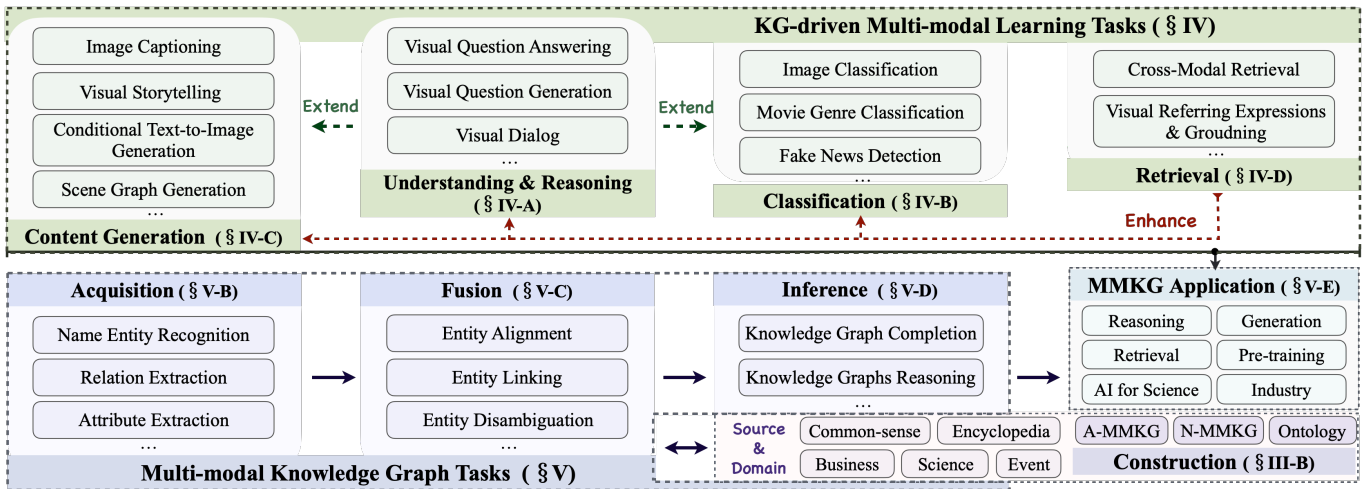 KG-driven Multi-modal Learning Tasks (§IV)
Image Captioning
Visual Storytelling
Conditional Text-to-Image
Generation
Scene Graph Generation
...
Content Generation (§IV-C)
Extend
Visual Question Answering
Visual Question Generation
Visual Dialog
...
Understanding & Reasoning
(§IV-A)
Extend
Image Classification
Movie Genre Classification
Fake News Detection
...
Classification (§IV-B)
Cross-Modal Retrieval
Visual Referring Expressions
& Groudning
...
Retrieval (§IV-D)
Enhance
Acquisition (§V-B)
Name Entity Recognition
Relation Extraction
Attribute Extraction
...
Fusion (§V-C)
Entity Alignment
Entity Linking
Entity Disambiguation
...
Inference (§V-D)
Knowledge Graph Completion
Knowledge Graphs Reasoning
...
MMKG Application (§V-E)
Reasoning
Generation
Retrieval
Pre-training
AI for Science
Industry
Multi-modal Knowledge Graph Tasks (§V)
Source
&
Domain
Common-sense
Encyclopedia
Business
Science
Event
A-MMKG
N-MMKG
Ontology
Construction (§III-B)